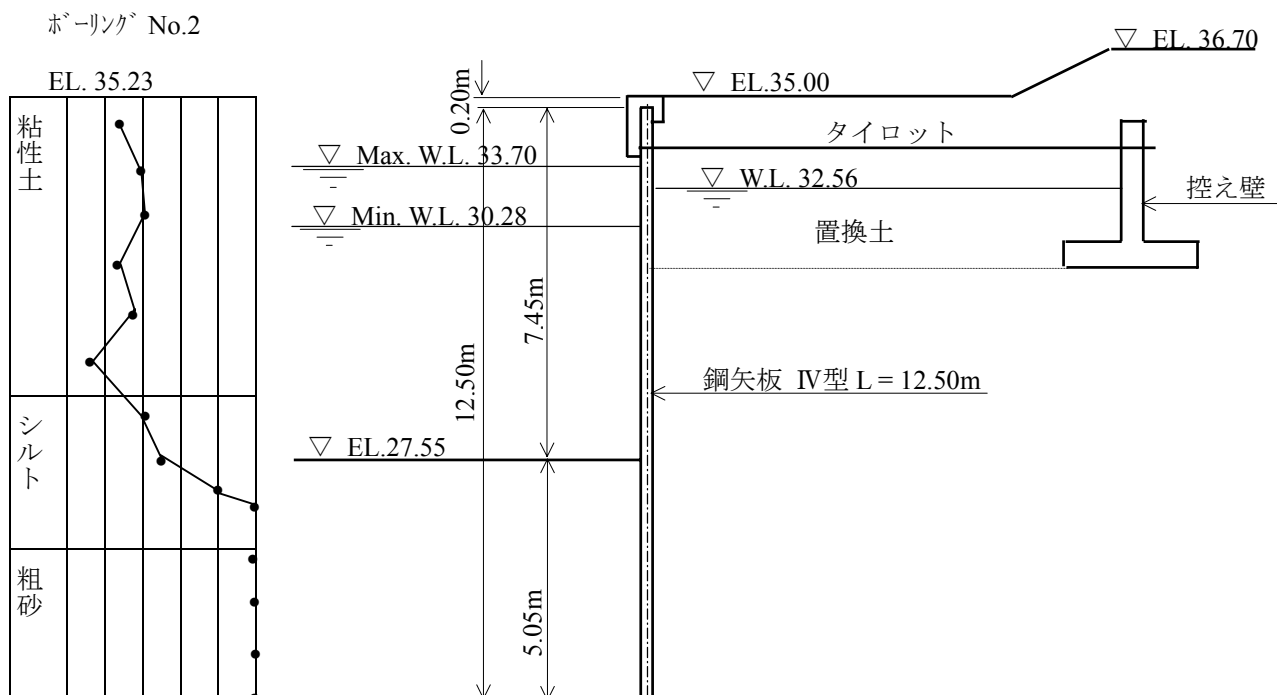 ﾎﾞｰﾘﾝｸﾞ No.2
EL. 35.23
粘性土
シルト
粗砂
▽ EL. 36.70
▽ EL.35.00
0.20m
タイロット
▽ Max. W.L. 33.70
▽ W.L. 32.56
控え壁
▽ Min. W.L. 30.28
置換土
7.45m
12.50m
鋼矢板 Ⅳ型 L = 12.50m
▽ EL.27.55
5.05m